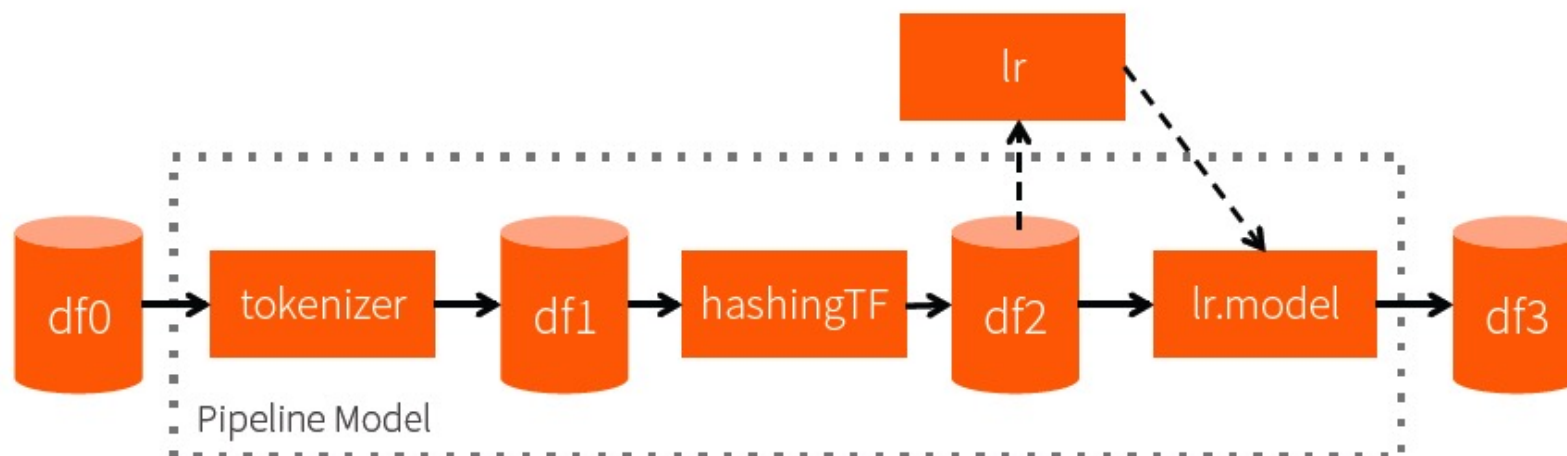 lr
df0
tokenizer
df1
hashingTF
df2
lr.model
df3
Pipeline Model